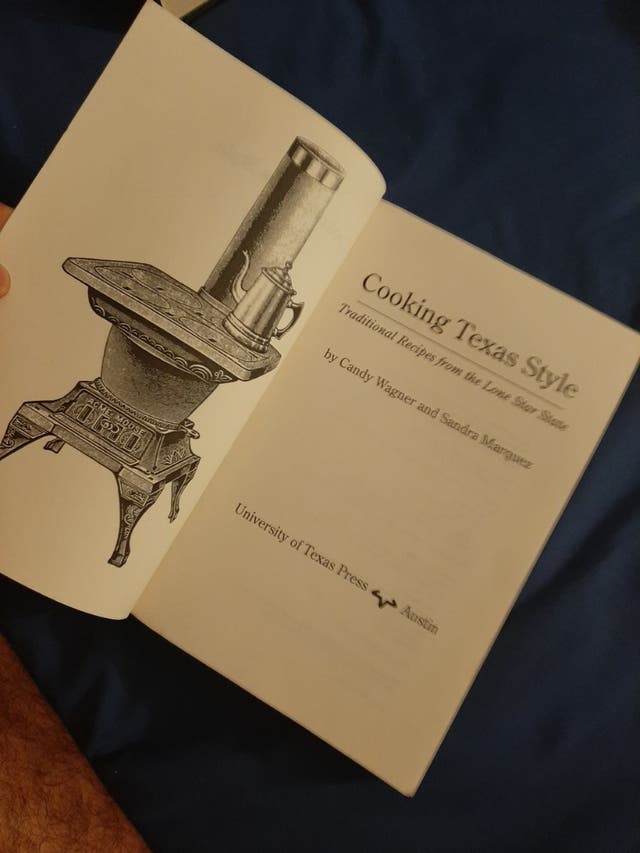 ACME
Cooking Texas Style
Traditional Recipes from the Lone Star State
by Candy Wagner and Sandra Marquez
University of Texas Press Austin